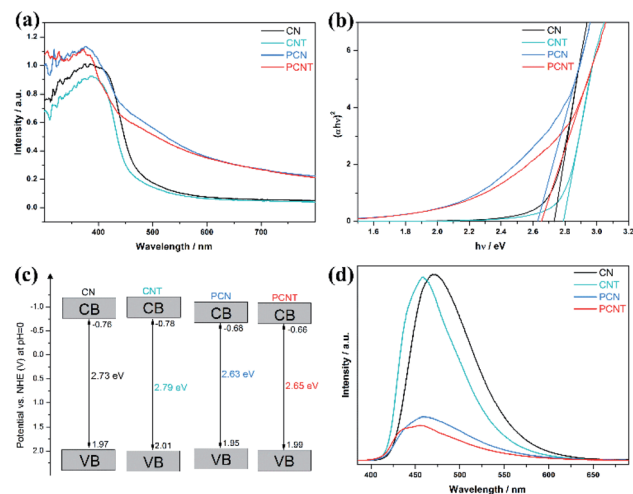 (a)
CN
CNT
PCN
PCNT
1.2
1.0
0.8
0.6
0.4
0.2
0.0
Intensity / a.u.
400
500
600
700
Wavelength / nm
(b)
CN
CNT
PCN
PCNT
6
4
2
0
(αhν)²
1.6
1.8
2.0
2.2
2.4
2.6
2.8
3.0
3.2
hν / eV
(c)
Potential vs. NHE (V) at pH=0
-1.0
-0.5
0.0
0.5
1.0
1.5
2.0
CN
CNT
PCN
PCNT
CB
CB
CB
CB
-0.76
-0.78
-0.68
-0.66
2.73 eV
2.79 eV
2.63 eV
2.65 eV
1.97
2.01
1.95
1.99
VB
VB
VB
VB
(d)
CN
CNT
PCN
PCNT
Intensity / a.u.
400
450
500
550
600
650
Wavelength / nm